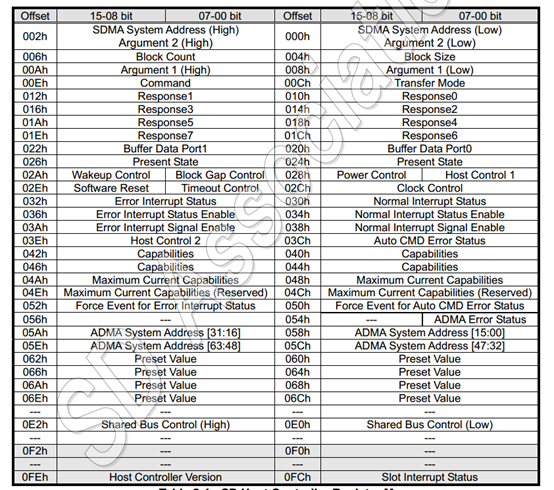 Offset 15-08 bit 07-00 bit Offset 15-08 bit 07-00 bit
002h SDMA System Address (High) 000h SDMA System Address (Low)
Argument 2 (High) Argument 2 (Low)
006h Block Count 004h Block Size
00Ah Argument 1 (High) 008h Argument 1 (Low)
00Eh Command 00Ch Transfer Mode
012h Response1 010h Response0
016h Response3 014h Response2
01Ah Response5 018h Response4
01Eh Response7 01Ch Response6
022h Buffer Data Port1 020h Buffer Data Port0
026h Present State 024h Present State
02Ah Wakeup Control Block Gap Control 028h Power Control Host Control 1
02Eh Software Reset Timeout Control 02Ch Clock Control
032h Error Interrupt Status 030h Normal Interrupt Status
036h Error Interrupt Status Enable 034h Normal Interrupt Status Enable
03Ah Error Interrupt Signal Enable 038h Normal Interrupt Signal Enable
03Eh Host Control 2 03Ch Auto CMD Error Status
042h Capabilities 040h Capabilities
046h Capabilities 044h Capabilities
04Ah Maximum Current Capabilities 048h Maximum Current Capabilities
04Eh Maximum Current Capabilities (Reserved) 04Ch Maximum Current Capabilities (Reserved)
052h Force Event for Error Interrupt Status 050h Force Event for Auto CMD Error Status
056h --- 054h --- ADMA Error Status
05Ah ADMA System Address [31:16] 058h ADMA System Address [15:00]
05Eh ADMA System Address [63:48] 05Ch ADMA System Address [47:32]
062h Preset Value 060h Preset Value
066h Preset Value 064h Preset Value
06Ah Preset Value 068h Preset Value
06Eh Preset Value 06Ch Preset Value
--- --- --- ---
0E2h Shared Bus Control (High) 0E0h Shared Bus Control (Low)
--- --- --- ---
0F2h --- 0F0h ---
--- --- --- ---
0FEh Host Controller Version 0FCh Slot Interrupt Status
SD Association